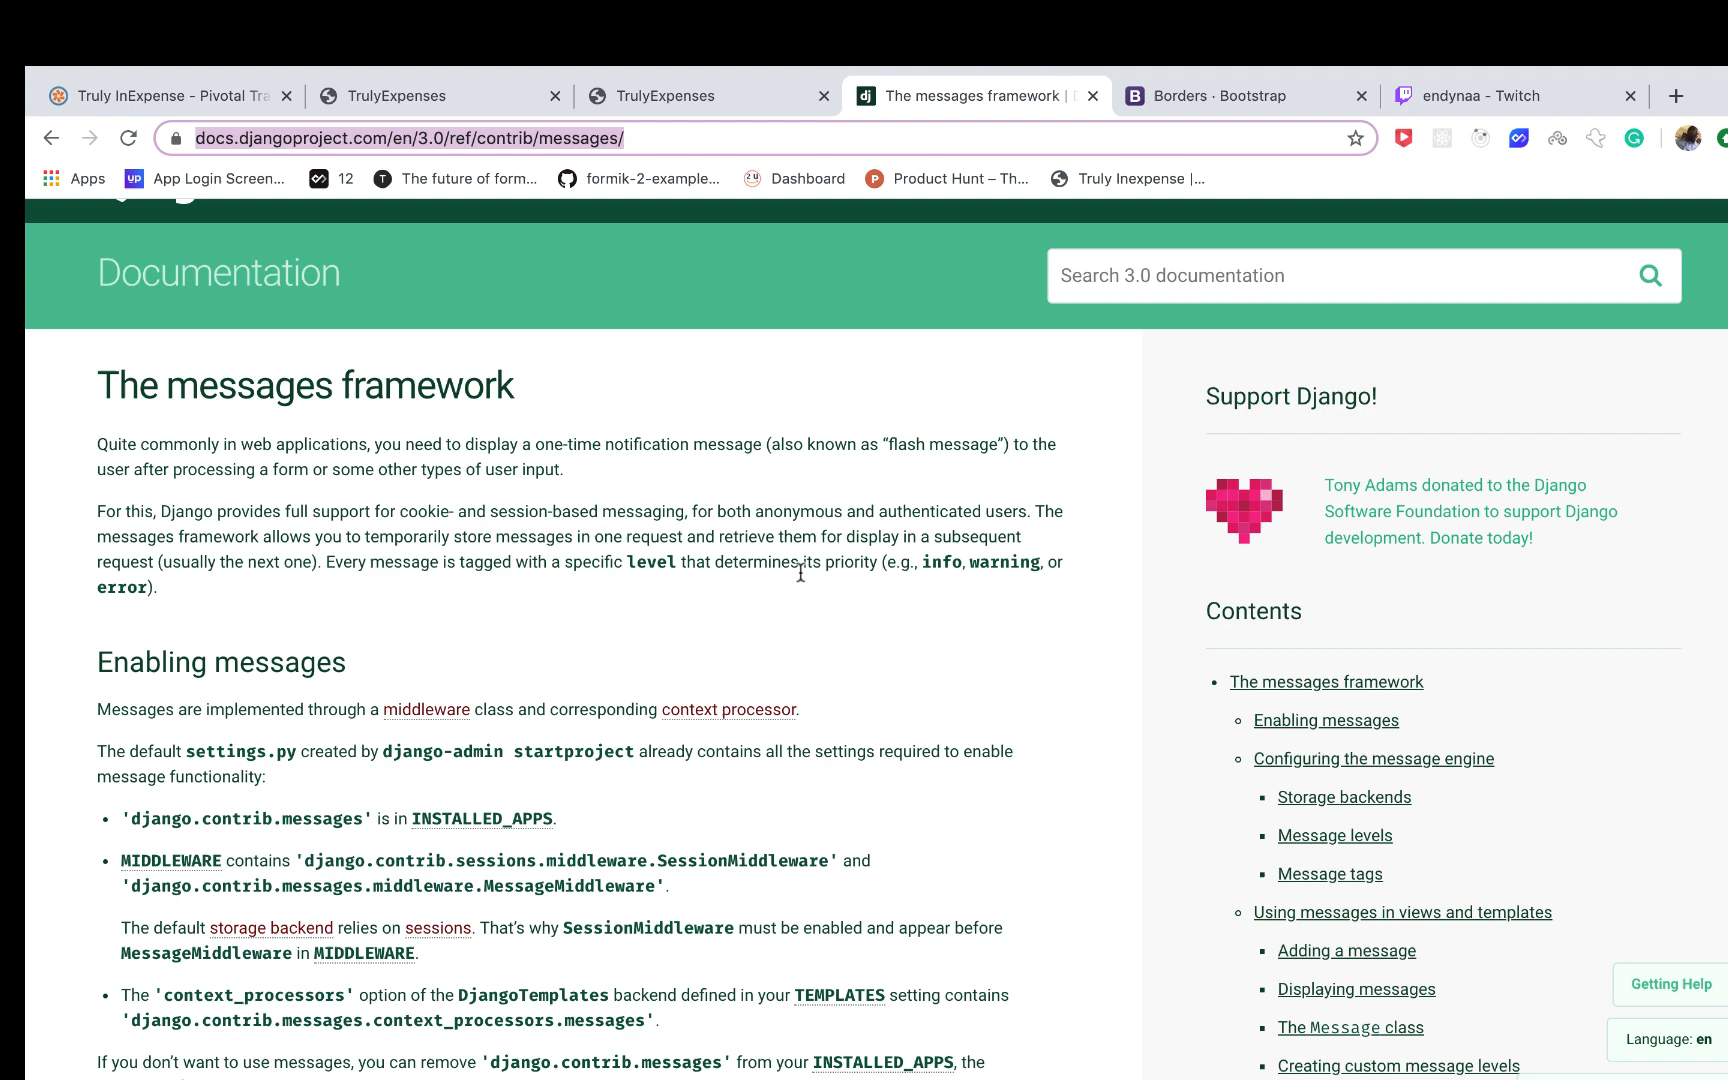 Truly InExpense - Pivotal Tra
TrulyExpenses
TrulyExpenses
The messages framework |
Borders · Bootstrap
endynaa - Twitch
docs.djangoproject.com/en/3.0/ref/contrib/messages/
Apps
UP
App Login Screen...
12
T
The future of form...
formik-2-example...
Dashboard
Product Hunt – Th...
Truly Inexpense |...
Documentation
Search 3.0 documentation
The messages framework
Quite commonly in web applications, you need to display a one-time notification message (also known as “flash message”) to the
user after processing a form or some other types of user input.
For this, Django provides full support for cookie- and session-based messaging, for both anonymous and authenticated users. The
messages framework allows you to temporarily store messages in one request and retrieve them for display in a subsequent
request (usually the next one). Every message is tagged with a specific level that determines its priority (e.g., info, warning, or
error).
Enabling messages
Messages are implemented through a middleware class and corresponding context processor.
The default settings.py created by django-admin startproject already contains all the settings required to enable
message functionality:
• 'django.contrib.messages' is in INSTALLED_APPS.
• MIDDLEWARE contains 'django.contrib.sessions.middleware.SessionMiddleware' and
'django.contrib.messages.middleware.MessageMiddleware'.
The default storage backend relies on sessions. That’s why SessionMiddleware must be enabled and appear before
MessageMiddleware in MIDDLEWARE.
• The 'context_processors' option of the DjangoTemplates backend defined in your TEMPLATES setting contains
'django.contrib.messages.context_processors.messages'.
If you don’t want to use messages, you can remove 'django.contrib.messages' from your INSTALLED_APPS, the
Support Django!
Tony Adams donated to the Django
Software Foundation to support Django
development. Donate today!
Contents
• The messages framework
◦ Enabling messages
◦ Configuring the message engine
▪ Storage backends
▪ Message levels
▪ Message tags
◦ Using messages in views and templates
▪ Adding a message
▪ Displaying messages
▪ The Message class
▪ Creating custom message levels
Getting Help
Language: en